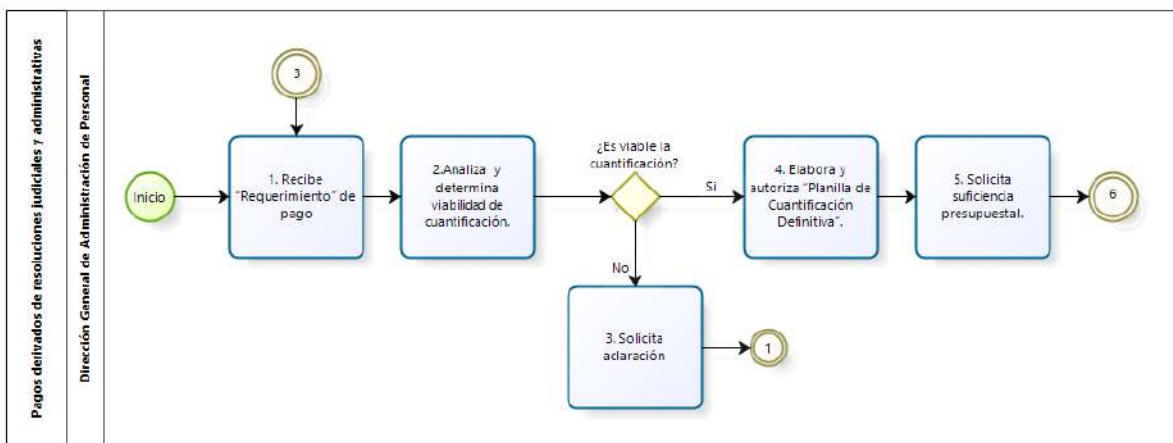 Pagos derivados de resoluciones judiciales y administrativas
Dirección General de Administración de Personal
3
Inicio
1. Recibe
“Requerimiento” de
pago
2.Analiza y
determina
viabilidad de
cuantificación.
¿Es viable la
cuantificación?
Si
4. Elabora y
autoriza “Planilla de
Cuantificación
Definitiva”.
5. Solicita
suficiencia
presupuestal.
6
No
3. Solicita
aclaración
1